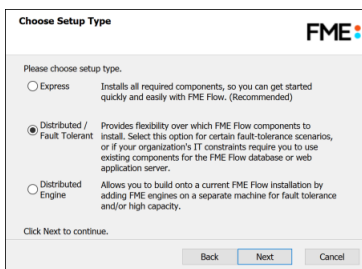 Choose Setup Type
FME
Please choose setup type.
Express
Installs all required components, so you can get started
quickly and easily with FME Flow. (Recommended)
Distributed /
Fault Tolerant
Provides flexibility over which FME Flow components to
install. Select this option for certain fault-tolerance scenarios,
or if your organization's IT constraints require you to use
existing components for the FME Flow database or web
application server.
Distributed
Engine
Allows you to build onto a current FME Flow installation by
adding FME engines on a separate machine for fault tolerance
and/or high capacity.
Click Next to continue.
Back
Next
Cancel